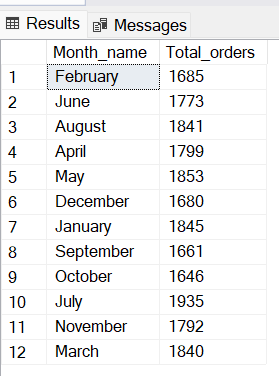 Results Messages
Month_name Total_orders
1 February 1685
2 June 1773
3 August 1841
4 April 1799
5 May 1853
6 December 1680
7 January 1845
8 September 1661
9 October 1646
10 July 1935
11 November 1792
12 March 1840